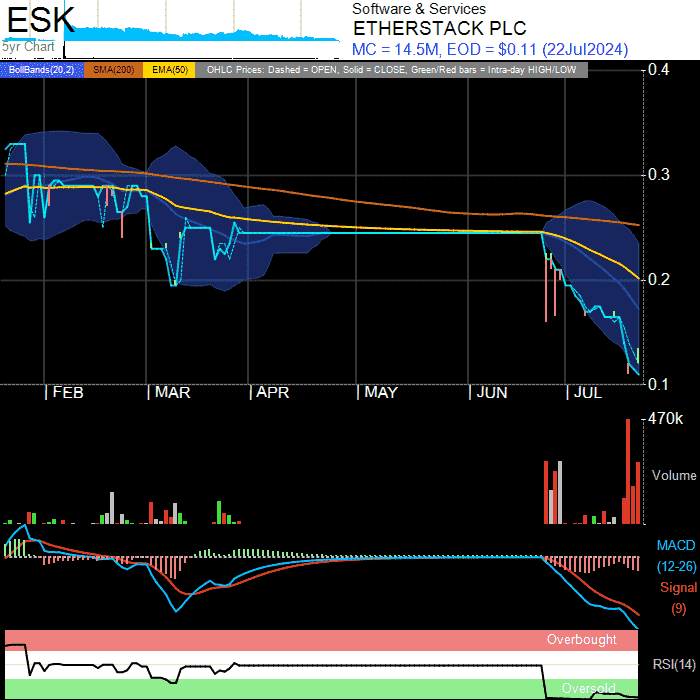 ESK
5yr Chart
Software & Services
ETHERSTACK PLC
MC = 14.5M, EOD = $0.11 (22Jul2024)
BollBands(20,2) SMA(200) EMA(50) OHLC Prices: Dashed = OPEN, Solid = CLOSE, Green/Red bars = Intra-day HIGH/LOW
0.4
0.3
0.2
0.1
FEB MAR APR MAY JUN JUL
470k
Volume
MACD
(12-26)
Signal
(9)
Overbought
RSI(14)
Oversold